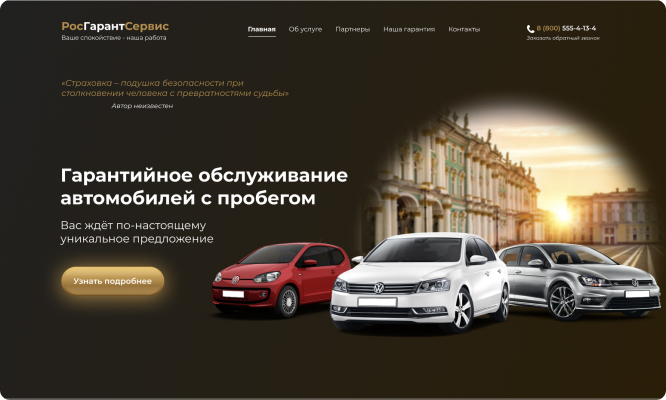 РосГарантСервис
Ваше спокойствие - наша работа
Главная
Об услуге
Партнеры
Наша гарантия
Контакты
8 (800) 555-4-13-4
Заказать обратный звонок
«Страховка – подушка безопасности при
столкновении человека с превратностями судьбы»
Автор неизвестен
Гарантийное обслуживание
автомобилей с пробегом
Вас ждёт по-настоящему
уникальное предложение
Узнать подробнее